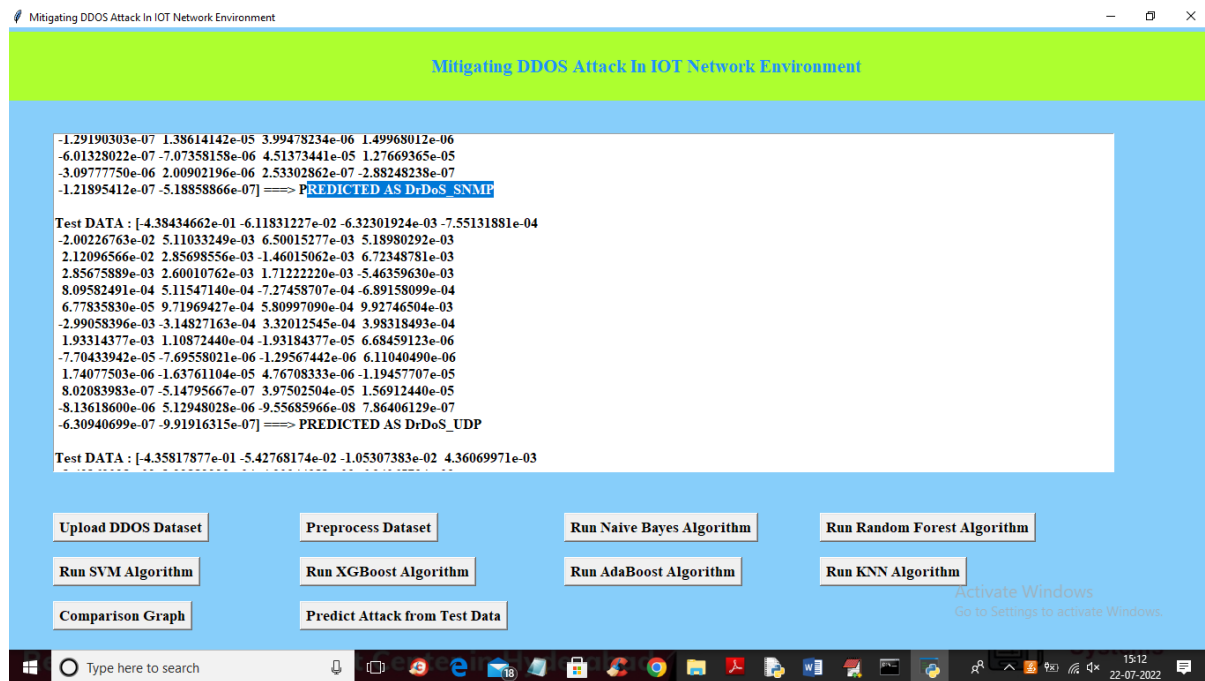 Mitigating DDOS Attack In IOT Network Environment
Mitigating DDOS Attack In IOT Network Environment
-1.29190303e-07 1.38614142e-05 3.99478234e-06 1.49968012e-06
-6.01328022e-07 -7.07358158e-06 4.51373441e-05 1.27669365e-05
-3.09777750e-06 2.00902196e-06 2.53302862e-07 -2.88248238e-07
-1.21895412e-07 -5.18858866e-07] ===> PREDICTED AS DrDoS_SNMP
Test DATA : [-4.38434662e-01 -6.11831227e-02 -6.32301924e-03 -7.55131881e-04
-2.00226763e-02 5.11033249e-03 6.50015277e-03 5.18980292e-03
2.12096566e-02 2.85698556e-03 -1.46015062e-03 6.72348781e-03
2.85675889e-03 2.60010762e-03 1.71222220e-03 -5.46359630e-03
8.09582491e-04 5.11547140e-04 -7.27458707e-04 -6.89158099e-04
6.77835830e-05 9.71969427e-04 5.80997090e-04 9.92746504e-03
-2.99058396e-03 -3.14827163e-04 3.32012545e-04 3.98318493e-04
1.93314377e-03 1.10872440e-04 -1.93184377e-05 6.68459123e-06
-7.70433942e-05 -7.69558021e-06 -1.29567442e-06 6.11040490e-06
1.74077503e-06 -1.63761104e-05 4.76708333e-06 -1.19457707e-05
8.02083983e-07 -5.14795667e-07 3.97502504e-05 1.56912440e-05
-8.13618600e-06 5.12948028e-06 -9.55685966e-08 7.86406129e-07
-6.30940699e-07 -9.91916315e-07] ===> PREDICTED AS DrDoS_UDP
Test DATA : [-4.35817877e-01 -5.42768174e-02 -1.05307383e-02 4.36069971e-03
Upload DDOS Dataset
Preprocess Dataset
Run Naive Bayes Algorithm
Run Random Forest Algorithm
Run SVM Algorithm
Run XGBoost Algorithm
Run AdaBoost Algorithm
Run KNN Algorithm
Comparison Graph
Predict Attack from Test Data
Activate Windows
Go to Settings to activate Windows.
Type here to search
18
15:12
22-07-2022